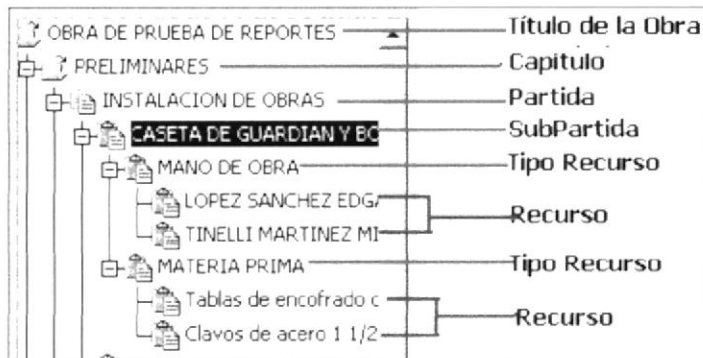 OBRA DE PRUEBA DE REPORTES Título de la Obra
PRELIMINARES Capitulo
INSTALACION DE OBRAS Partida
CASETA DE GUARDIAN Y BO SubPartida
MANO DE OBRA Tipo Recurso
LOPEZ SANCHEZ EDGA
Recurso
TINELLI MARTINEZ MI
MATERIA PRIMA Tipo Recurso
Tablas de encofrado c
Recurso
Clavos de acero 1 1/2